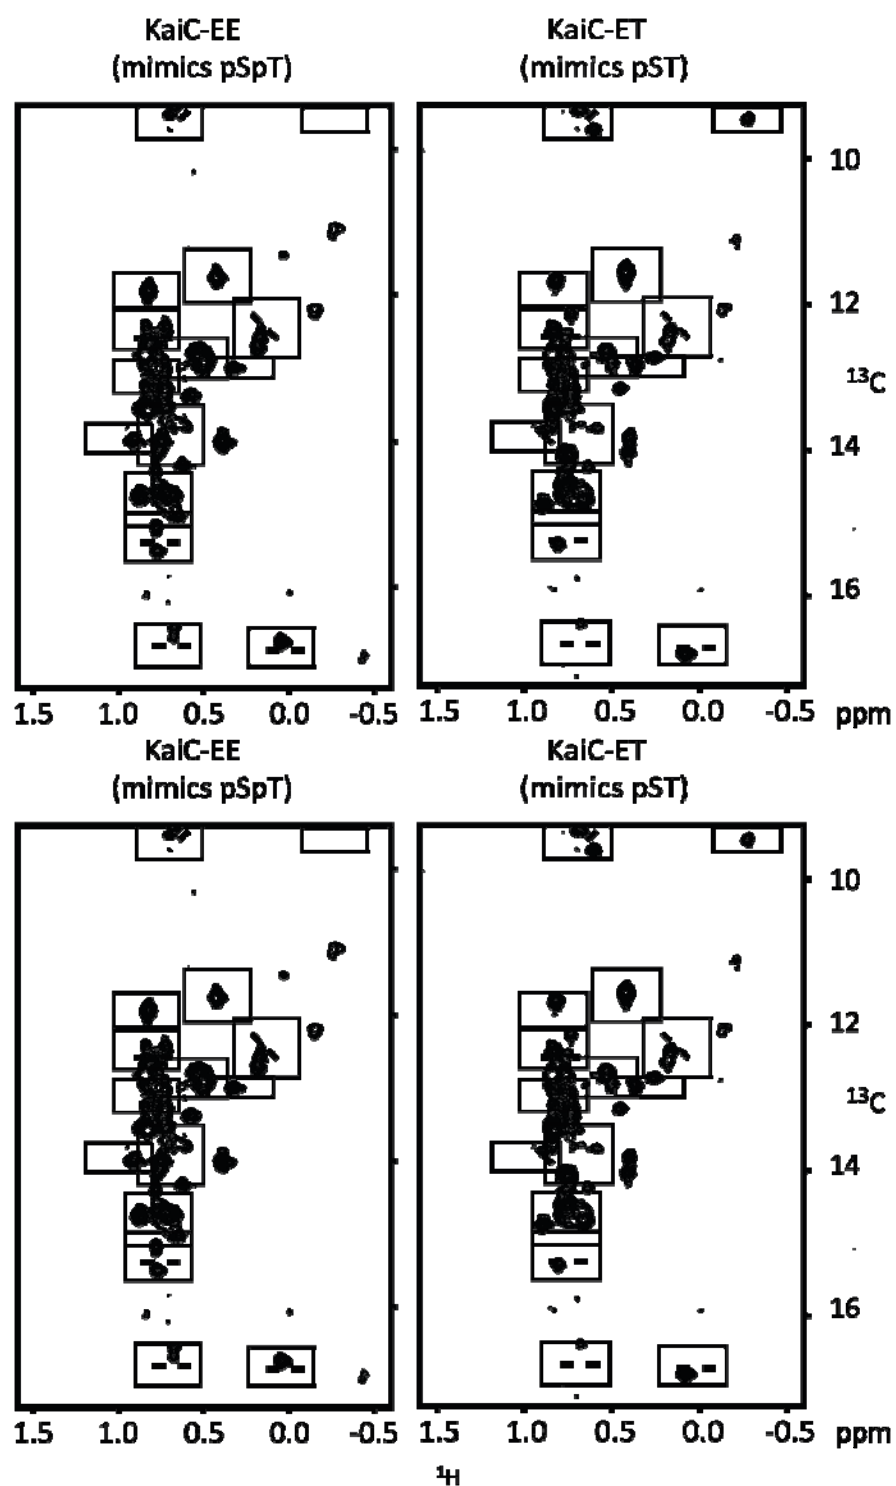 KaiC-EE KaiC-ET
(mimics pSpT) (mimics pST)
10
12
¹³C
14
16
1.5 1.0 0.5 0.0 -0.5 1.5 1.0 0.5 0.0 -0.5 ppm
KaiC-EE KaiC-ET
(mimics pSpT) (mimics pST)
10
12
¹³C
14
16
1.5 1.0 0.5 0.0 -0.5 1.5 1.0 0.5 0.0 -0.5 ppm
¹H